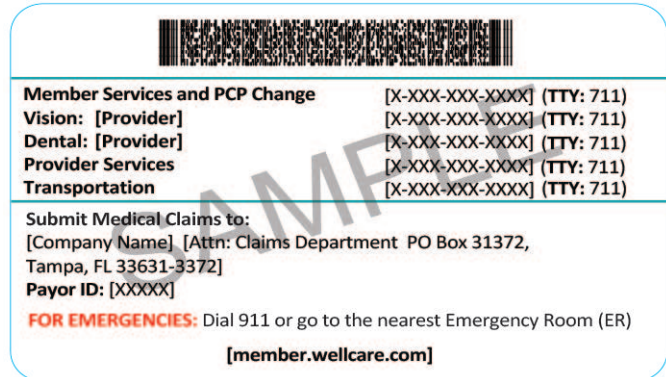 Member Services and PCP Change [X-XXX-XXX-XXXX] (TTY: 711)
Vision: [Provider] [X-XXX-XXX-XXXX] (TTY: 711)
Dental: [Provider] [X-XXX-XXX-XXXX] (TTY: 711)
Provider Services [X-XXX-XXX-XXXX] (TTY: 711)
Transportation [X-XXX-XXX-XXXX] (TTY: 711)
SAMPLE
Submit Medical Claims to:
[Company Name] [Attn: Claims Department PO Box 31372,
Tampa, FL 33631-3372]
Payor ID: [XXXXX]
FOR EMERGENCIES: Dial 911 or go to the nearest Emergency Room (ER)
[member.wellcare.com]